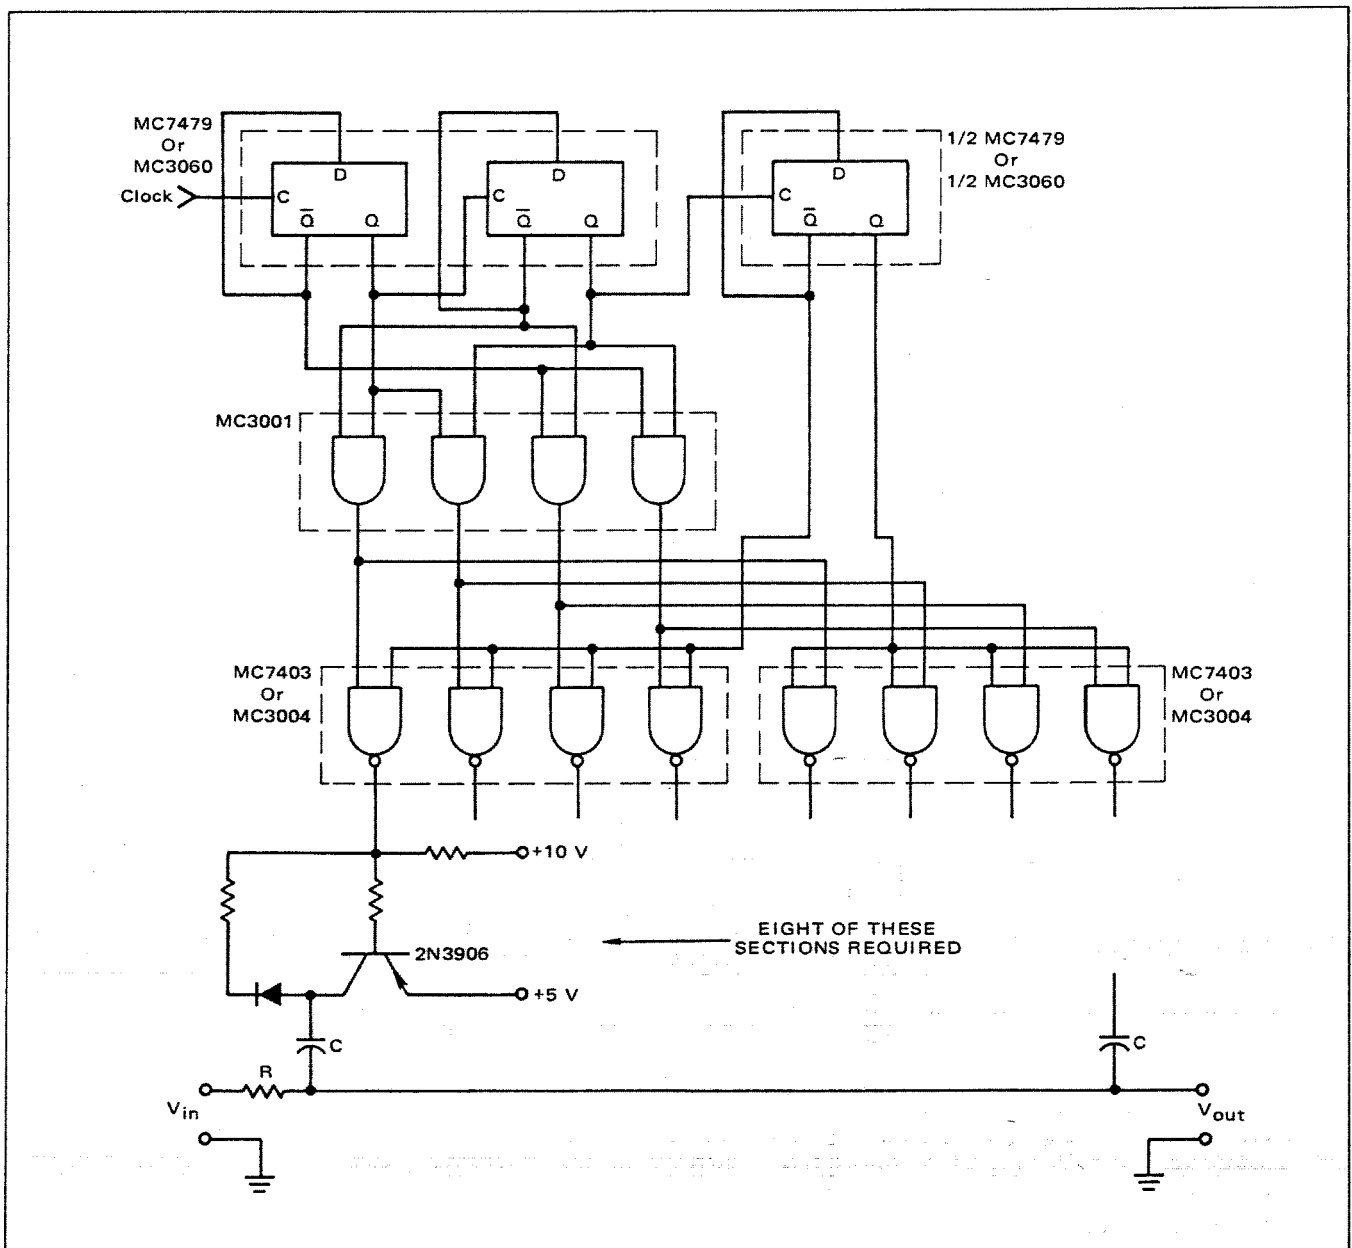 MC7479
Or
MC3060
1/2 MC7479
Or
1/2 MC3060
Clock
D
C
Q̅
Q
D
C
Q̅
Q
D
C
Q̅
Q
MC3001
MC7403
Or
MC3004
MC7403
Or
MC3004
+10 V
2N3906
EIGHT OF THESE
SECTIONS REQUIRED
+5 V
C
C
R
Vin
Vout